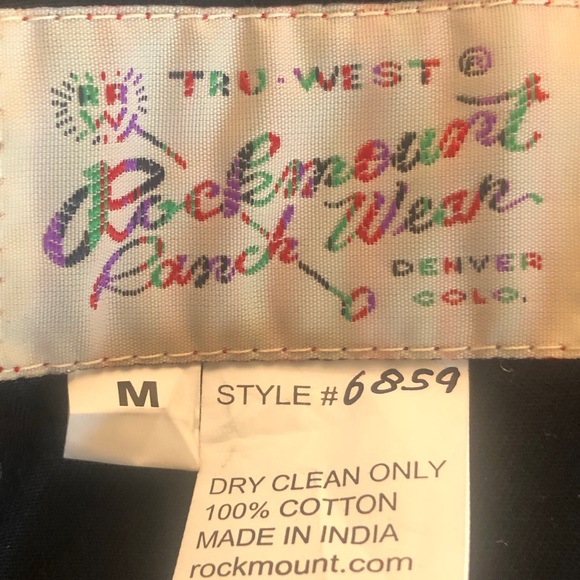 RR
W
TRU·WEST®
Rockmount
Ranch Wear
DENVER
COLO.
M
STYLE #6859
DRY CLEAN ONLY
100% COTTON
MADE IN INDIA
rockmount.com